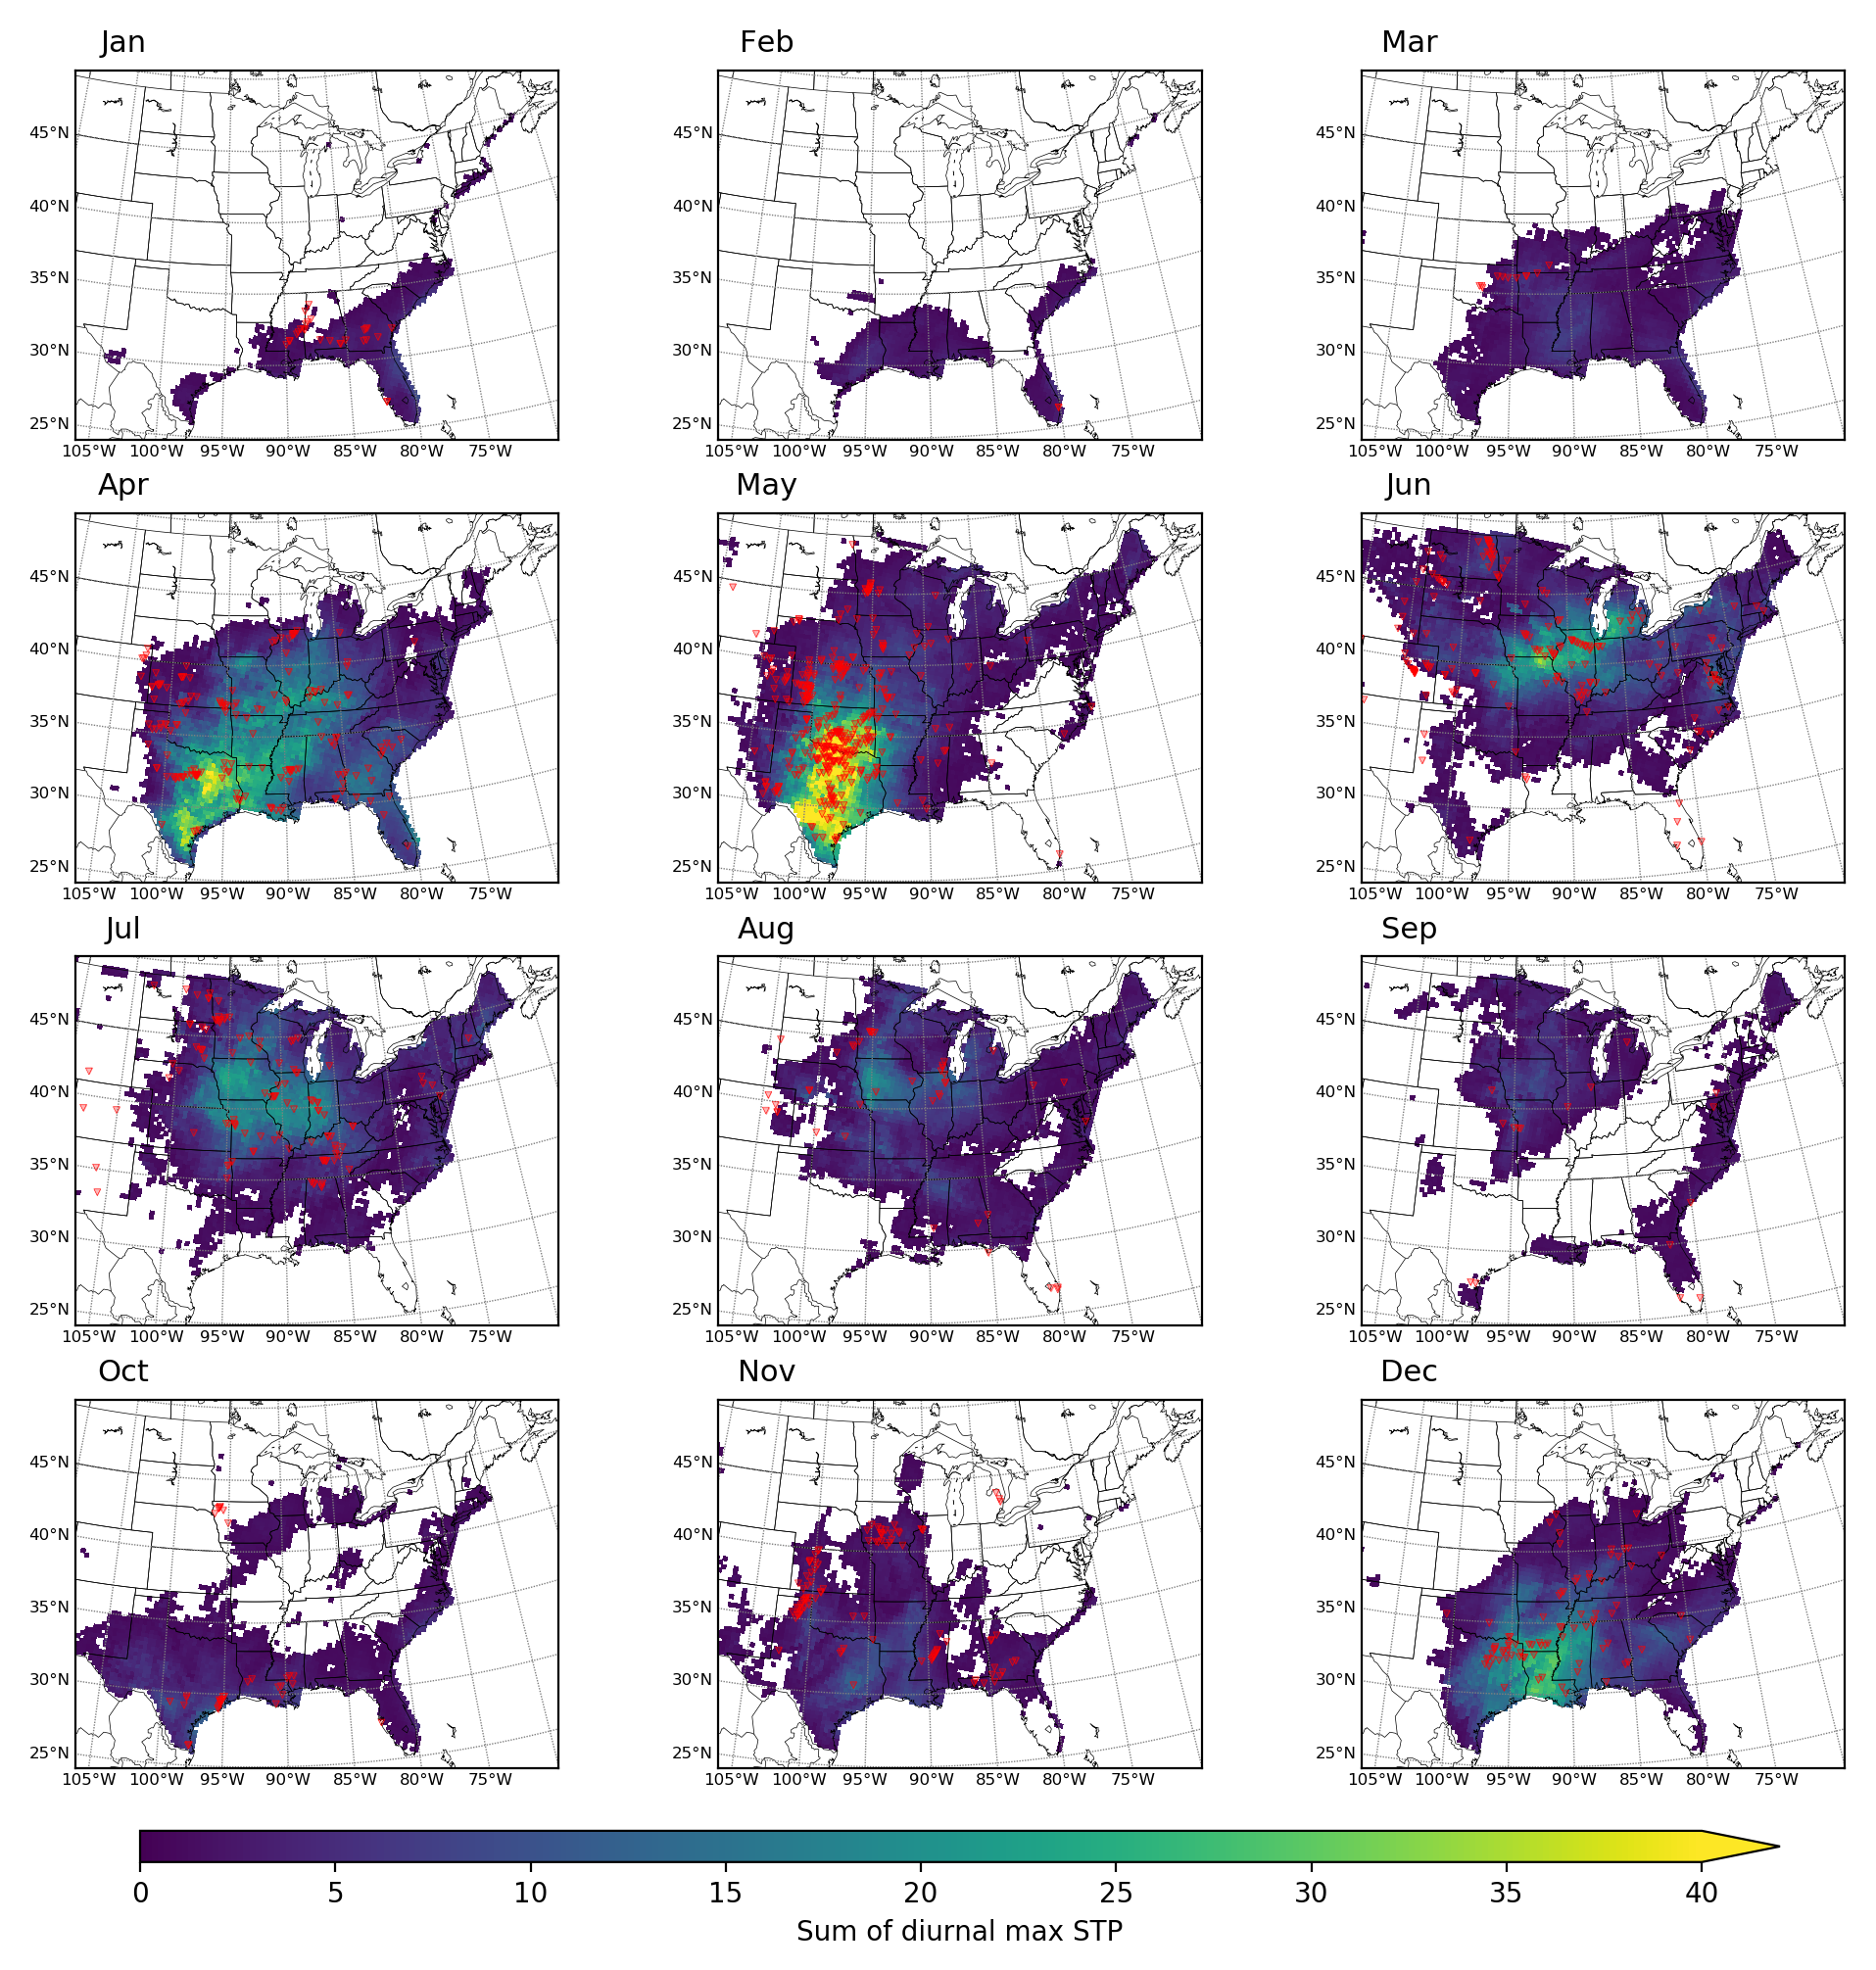 Jan Feb Mar
45°N 45°N 45°N
40°N 40°N 40°N
35°N 35°N 35°N
30°N 30°N 30°N
25°N 25°N 25°N
105°W 100°W 95°W 90°W 85°W 80°W 75°W 105°W 100°W 95°W 90°W 85°W 80°W 75°W 105°W 100°W 95°W 90°W 85°W 80°W 75°W
Apr May Jun
45°N 45°N 45°N
40°N 40°N 40°N
35°N 35°N 35°N
30°N 30°N 30°N
25°N 25°N 25°N
105°W 100°W 95°W 90°W 85°W 80°W 75°W 105°W 100°W 95°W 90°W 85°W 80°W 75°W 105°W 100°W 95°W 90°W 85°W 80°W 75°W
Jul Aug Sep
45°N 45°N 45°N
40°N 40°N 40°N
35°N 35°N 35°N
30°N 30°N 30°N
25°N 25°N 25°N
105°W 100°W 95°W 90°W 85°W 80°W 75°W 105°W 100°W 95°W 90°W 85°W 80°W 75°W 105°W 100°W 95°W 90°W 85°W 80°W 75°W
Oct Nov Dec
45°N 45°N 45°N
40°N 40°N 40°N
35°N 35°N 35°N
30°N 30°N 30°N
25°N 25°N 25°N
105°W 100°W 95°W 90°W 85°W 80°W 75°W 105°W 100°W 95°W 90°W 85°W 80°W 75°W 105°W 100°W 95°W 90°W 85°W 80°W 75°W
0 5 10 15 20 25 30 35 40
Sum of diurnal max STP